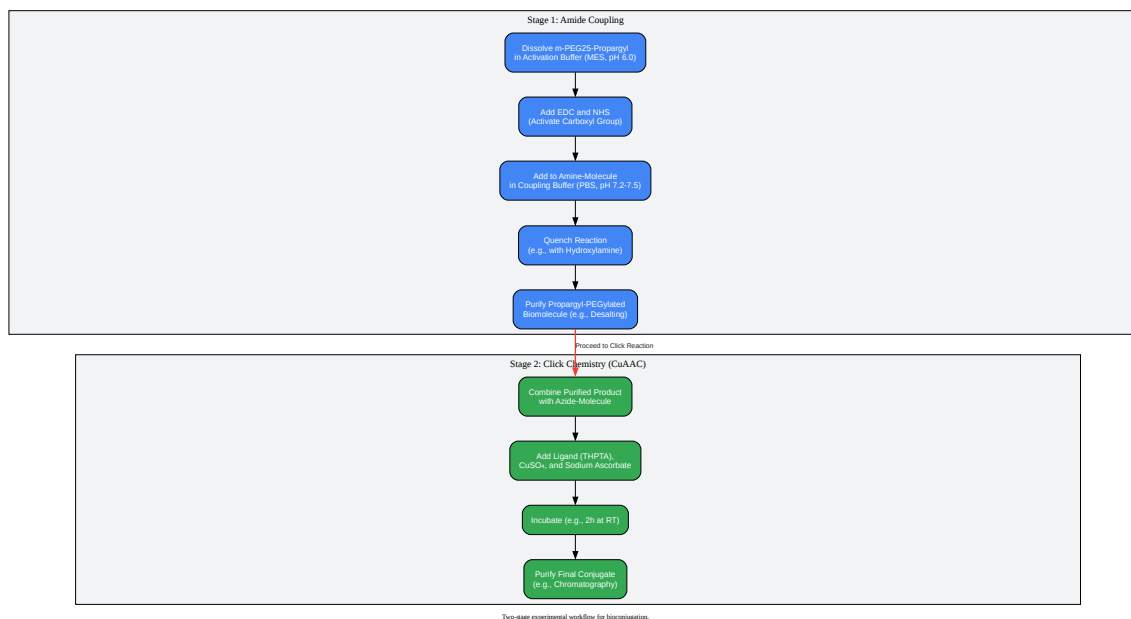 Stage 1: Amide Coupling
Dissolve m-PEG25-Propargyl
in Activation Buffer (MES, pH 6.0)
Add EDC and NHS
(Activate Carboxyl Group)
Add to Amine-Molecule
in Coupling Buffer (PBS, pH 7.2-7.5)
Quench Reaction
(e.g., with Hydroxylamine)
Purify Propargyl-PEGylated
Biomolecule (e.g., Desalting)
Proceed to Click Reaction
Stage 2: Click Chemistry (CuAAC)
Combine Purified Product
with Azide-Molecule
Add Ligand (THPTA),
CuSO₄, and Sodium Ascorbate
Incubate (e.g., 2h at RT)
Purify Final Conjugate
(e.g., Chromatography)
Two-stage experimental workflow for bioconjugation.